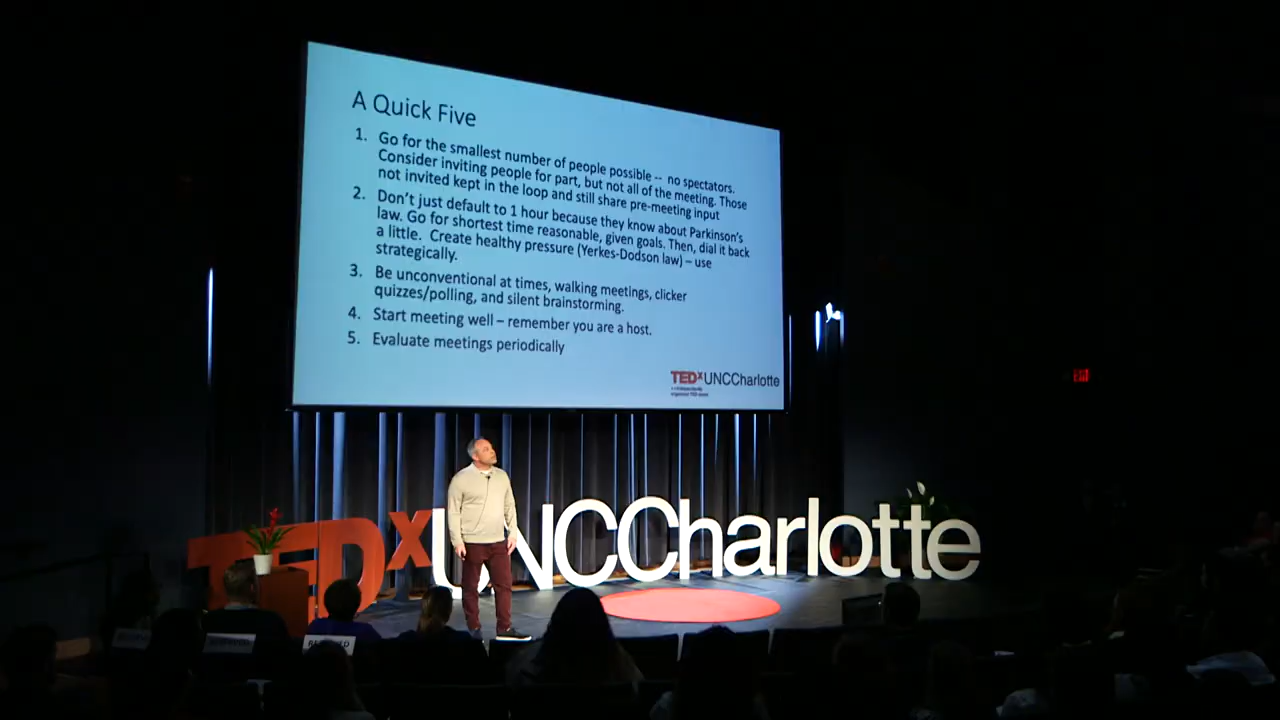 A Quick Five
1. Go for the smallest number of people possible -- no spectators.
Consider inviting people for part, but not all of the meeting. Those
not invited kept in the loop and still share pre-meeting input
2. Don't just default to 1 hour because they know about Parkinson's
law. Go for shortest time reasonable, given goals. Then, dial it back
a little. Create healthy pressure (Yerkes-Dodson law) – use
strategically.
3. Be unconventional at times, walking meetings, clicker
quizzes/polling, and silent brainstorming.
4. Start meeting well – remember you are a host.
5. Evaluate meetings periodically
TEDxUNCCharlotte
EXIT
TEDxUNCCharlotte